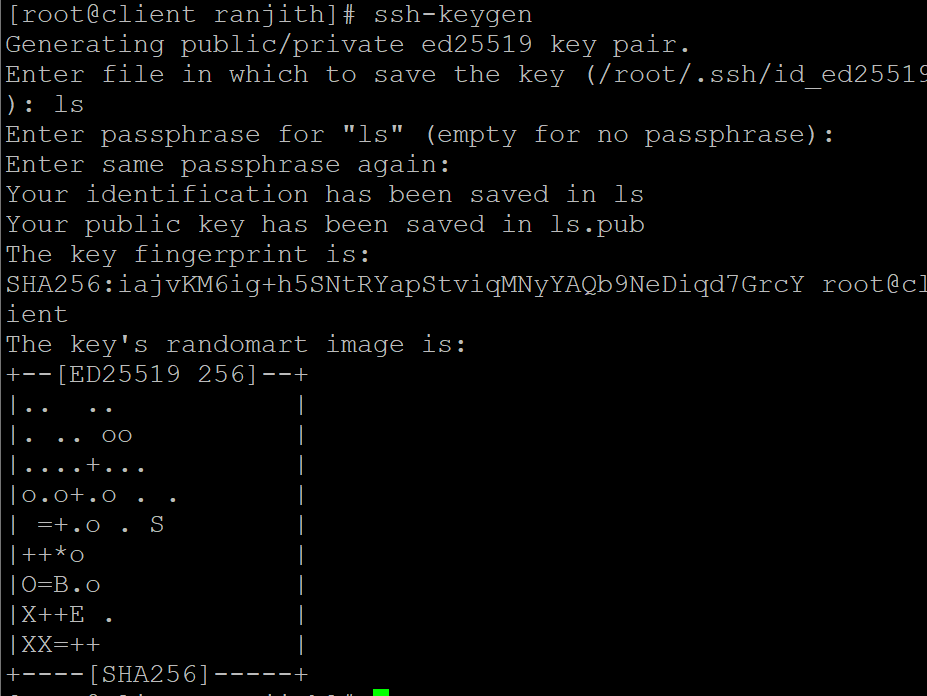 [root@client ranjith]# ssh-keygen
Generating public/private ed25519 key pair.
Enter file in which to save the key (/root/.ssh/id_ed25519
): ls
Enter passphrase for "ls" (empty for no passphrase):
Enter same passphrase again:
Your identification has been saved in ls
Your public key has been saved in ls.pub
The key fingerprint is:
SHA256:iajvKM6ig+h5SNtRYapStviqMNyYAQb9NeDiqd7GrcY root@cl
ient
The key's randomart image is:
+--[ED25519 256]--+
|..  ..           |
|. .. oo          |
|....+...         |
|o.o+.o . .       |
| =+.o . S        |
|++*o             |
|O=B.o            |
|X++E .           |
|XX=++            |
+----[SHA256]-----+